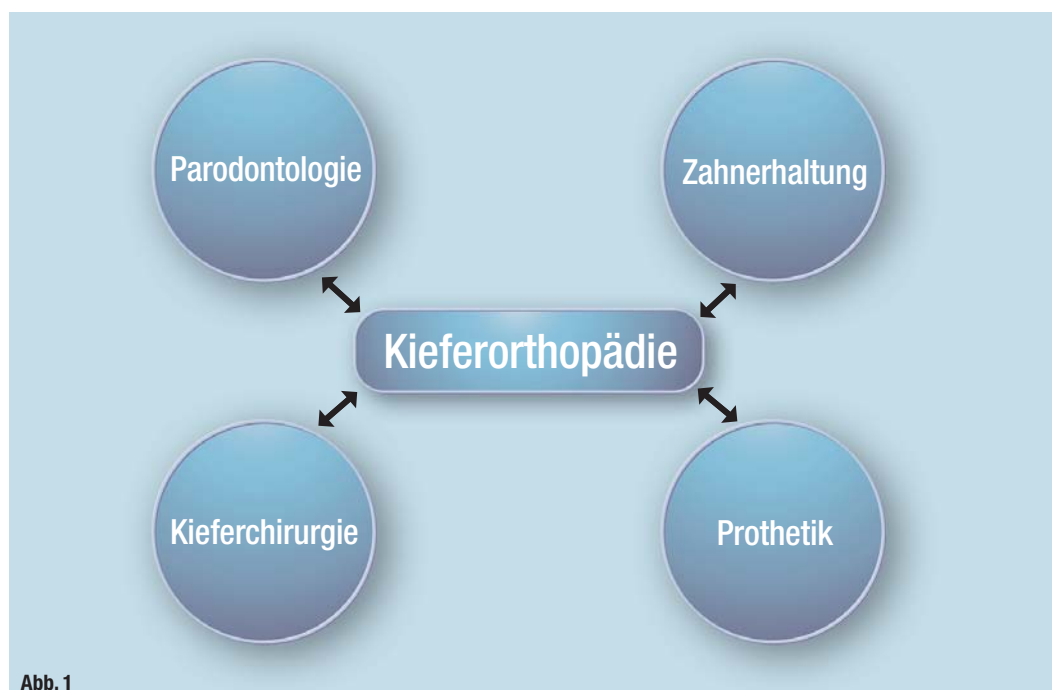 Parodontologie
Zahnerhaltung
Kieferorthopädie
Kieferchirurgie
Prothetik
Abb. 1